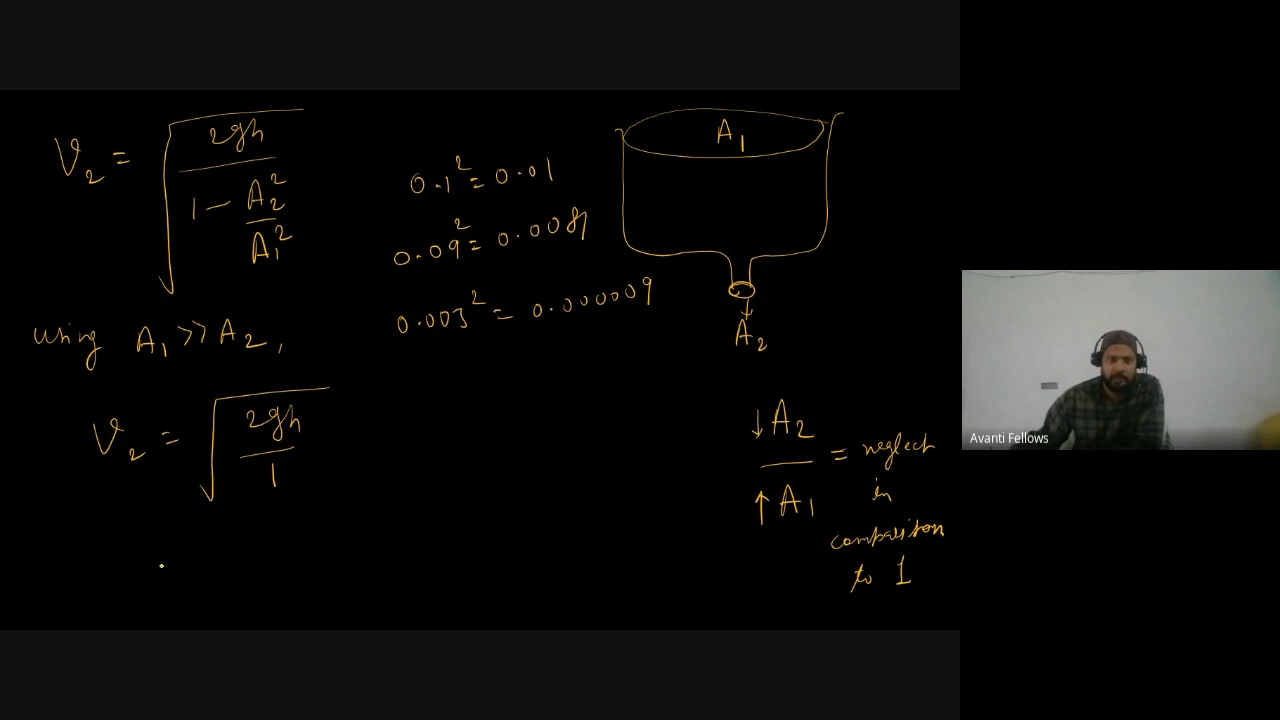 V₂ = √(2gh / (1 - A₂²/A₁²))
0.1² = 0.01
0.09² = 0.0081
0.003² = 0.000009
using A₁ >> A₂,
V₂ = √(2gh / 1)
A₁
A₂
↓A₂ / ↑A₁ = neglect
in
comparison
to 1
Avanti Fellows